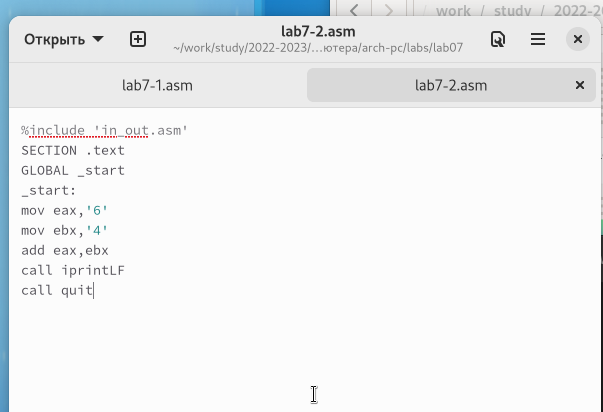 work / study / 2022-2
Открыть
lab7-2.asm
~/work/study/2022-2023/…ютера/arch-pc/labs/lab07
lab7-1.asm
lab7-2.asm
%include 'in_out.asm'
SECTION .text
GLOBAL _start
_start:
mov eax,'6'
mov ebx,'4'
add eax,ebx
call iprintLF
call quit